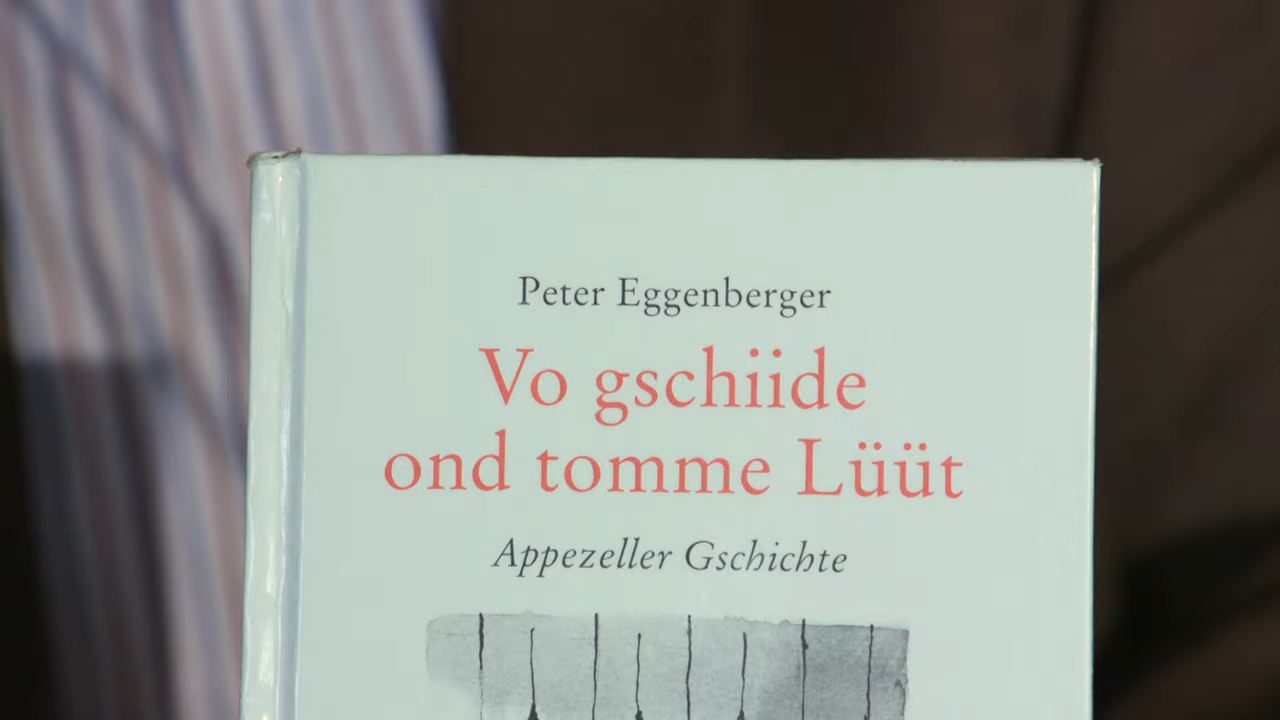 Peter Eggenberger
Vo gschiide
ond tomme Lüüt
Appezeller Gschichte